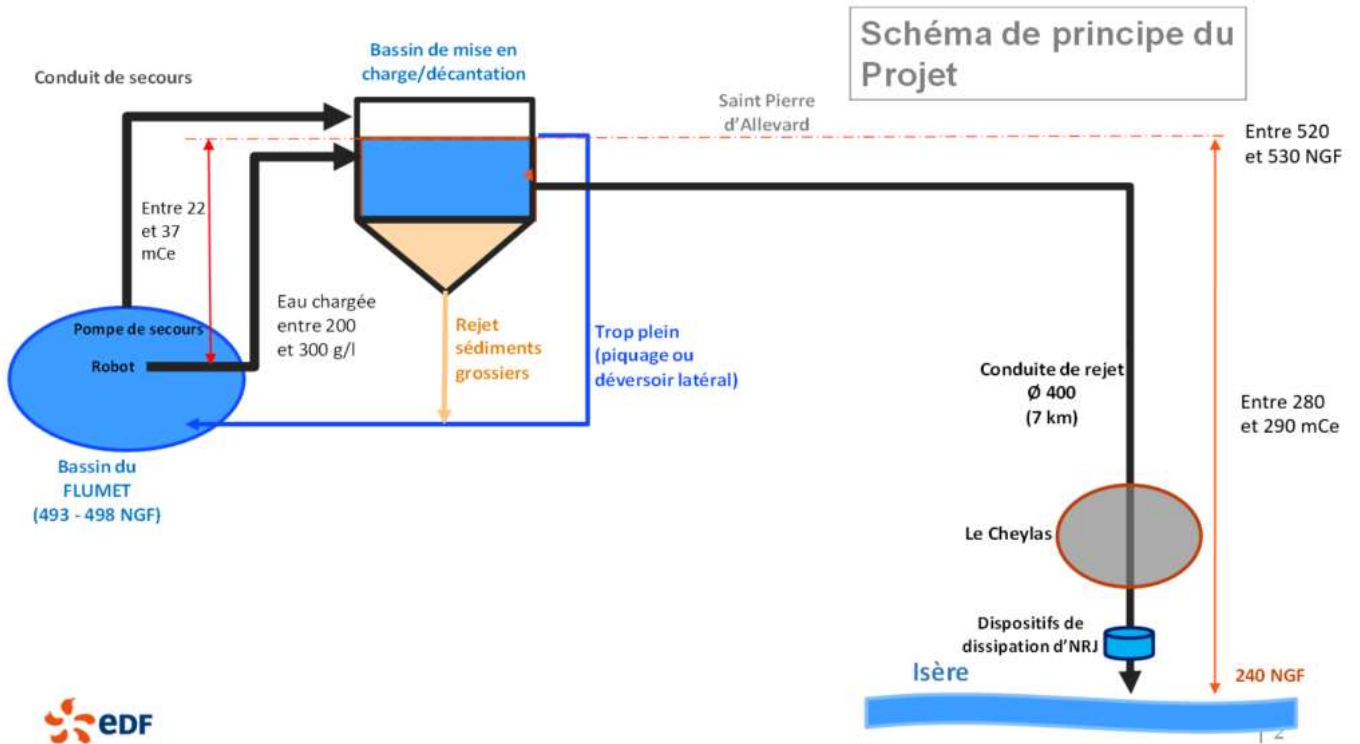 Schéma de principe du
Projet
Bassin de mise en
charge/décantation
Conduit de secours
Saint Pierre
d'Allevard
Entre 520
et 530 NGF
Entre 22
et 37
mCe
Eau chargée
entre 200
et 300 g/l
Pompe de secours
Robot
Rejet
sédiments
grossiers
Trop plein
(piquage ou
déversoir latéral)
Conduite de rejet
Ø 400
(7 km)
Entre 280
et 290 mCe
Bassin du
FLUMET
(493 - 498 NGF)
Le Cheylas
Dispositifs de
dissipation d'NRJ
Isère
240 NGF
eDF
| 2